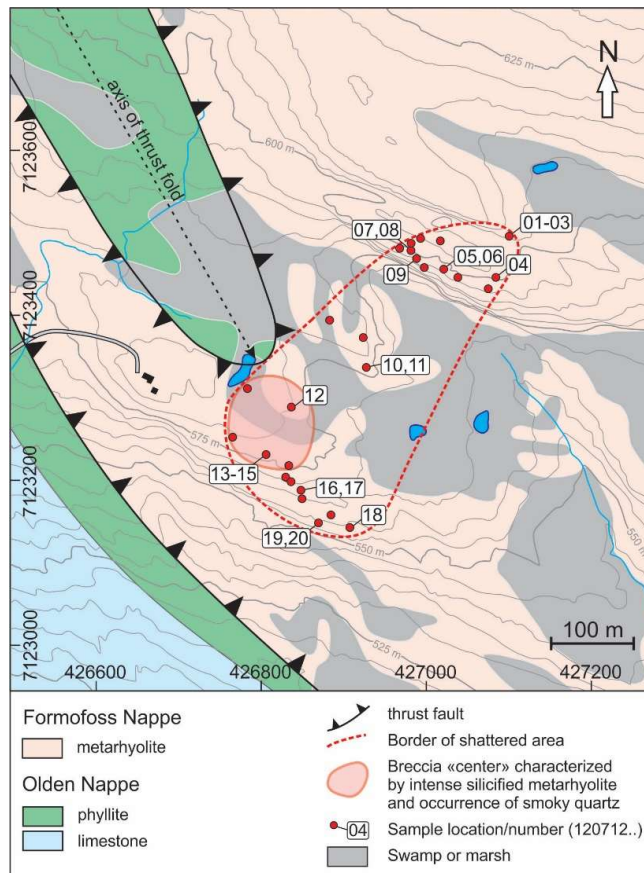 625 m
N
axis of thrust fold
600 m
7123600
07,08
01-03
09
05,06
04
7123400
10,11
12
575 m
13-15
16,17
7123200
18
19,20
550 m
550 m
525 m
100 m
7123000
426600
426800
427000
427200
Formofoss Nappe
metarhyolite
Olden Nappe
phyllite
limestone
thrust fault
Border of shattered area
Breccia «center» characterized
by intense silicified metarhyolite
and occurrence of smoky quartz
04
Sample location/number (120712..)
Swamp or marsh